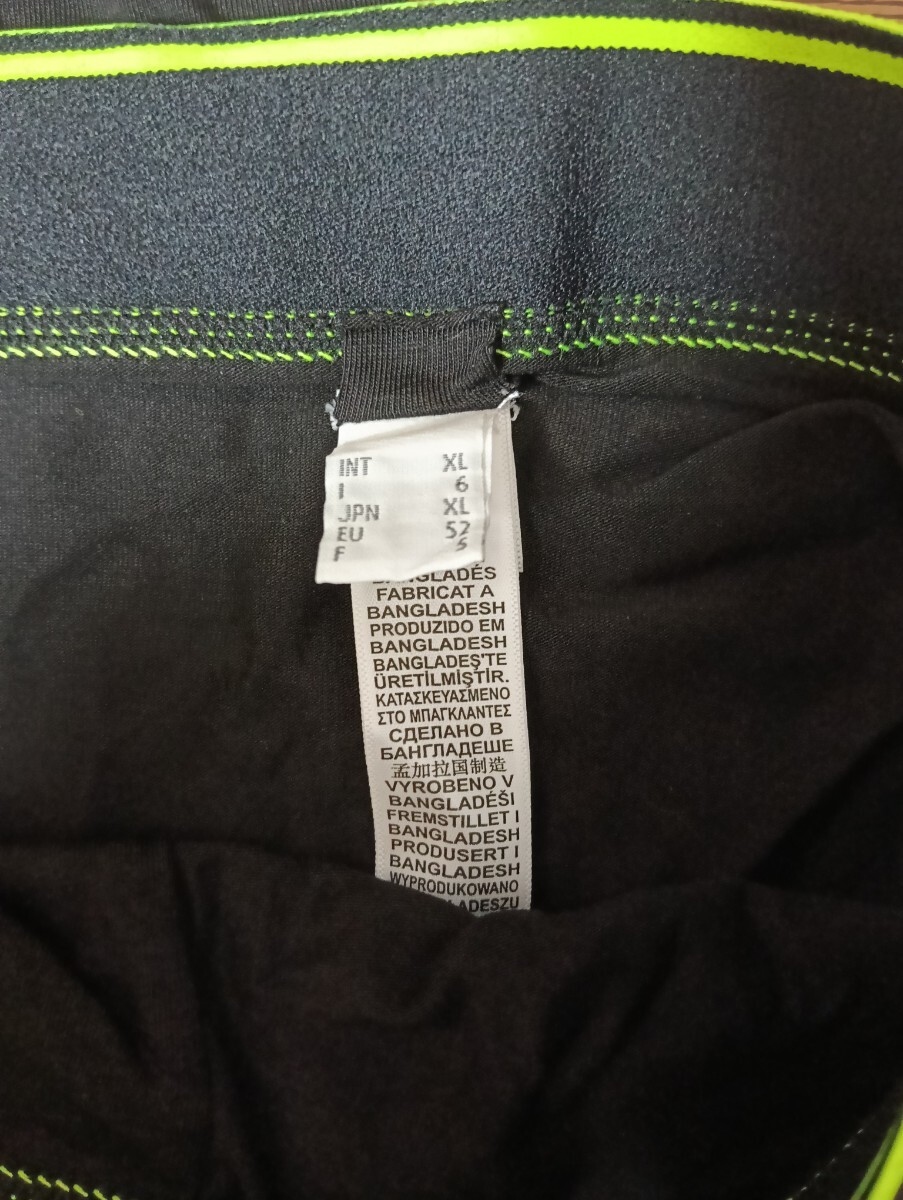 INT XL
I 6
JPN XL
EU 52
F 5
FABRICAT A
BANGLADESH
PRODUZIDO EM
BANGLADESH
BANGLADEŞ'TE
ÜRETİLMİŞTİR.
ΚΑΤΑΣΚΕΥΑΣΜΕΝΟ
ΣΤΟ ΜΠΑΓΚΛΑΝΤΕΣ
СДЕЛАНО В
БАНГЛАДЕШЕ
孟加拉国制造
VYROBENO V
BANGLADÉŠI
FREMSTILLET I
BANGLADESH
PRODUSERT I
BANGLADESH
WYPRODUKOWANO